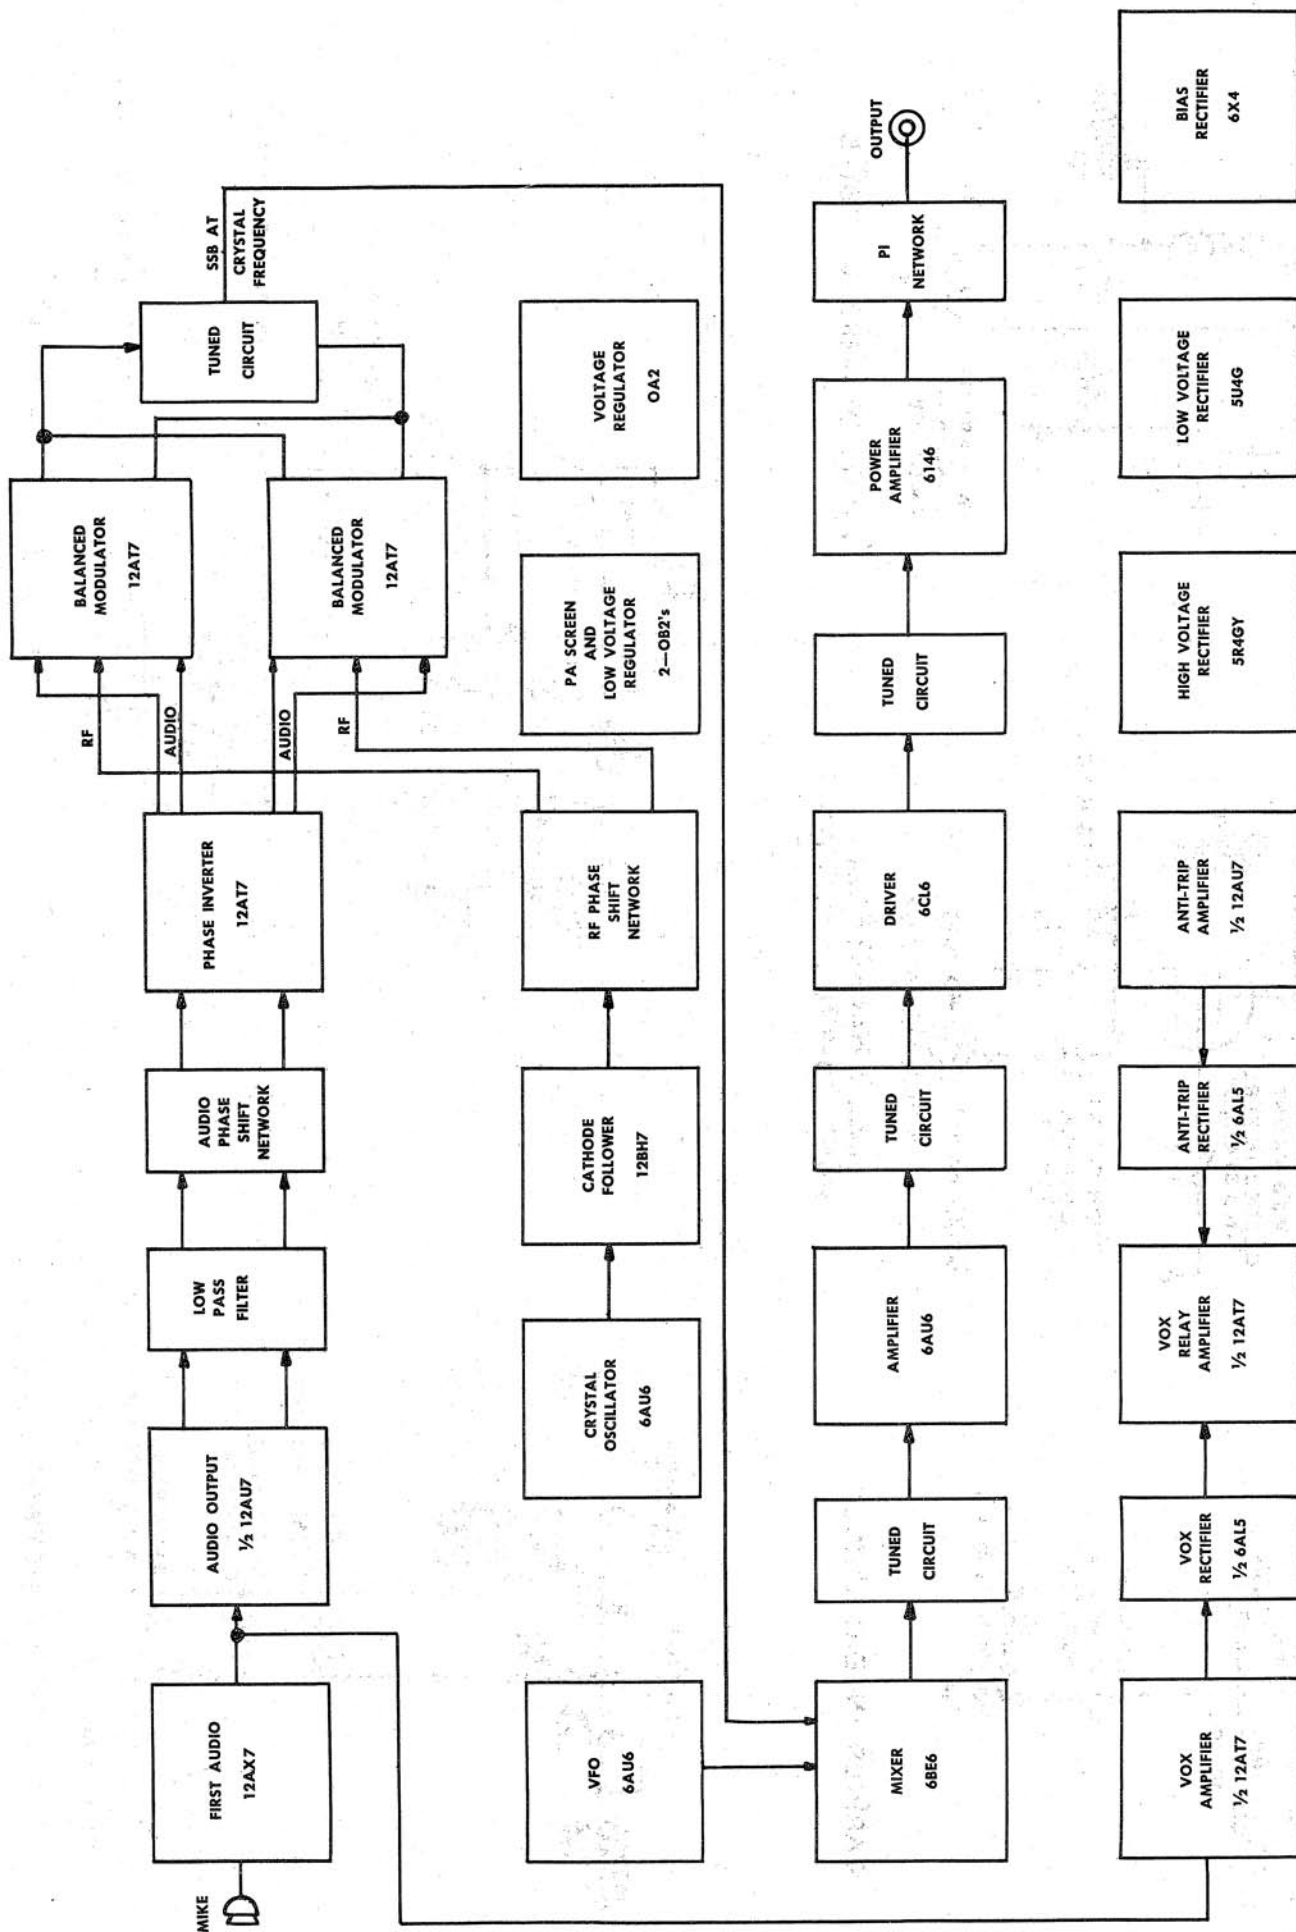 MIKE
FIRST AUDIO
12AX7
AUDIO OUTPUT
½ 12AU7
LOW
PASS
FILTER
AUDIO
PHASE
SHIFT
NETWORK
PHASE INVERTER
12AT7
RF
AUDIO
AUDIO
RF
BALANCED
MODULATOR
12AT7
BALANCED
MODULATOR
12AT7
TUNED
CIRCUIT
SSB AT
CRYSTAL
FREQUENCY
VFO
6AU6
CRYSTAL
OSCILLATOR
6AU6
CATHODE
FOLLOWER
12BH7
RF PHASE
SHIFT
NETWORK
PA SCREEN
AND
LOW VOLTAGE
REGULATOR
2—OB2's
VOLTAGE
REGULATOR
OA2
MIXER
6BE6
TUNED
CIRCUIT
AMPLIFIER
6AU6
TUNED
CIRCUIT
DRIVER
6CL6
TUNED
CIRCUIT
POWER
AMPLIFIER
6146
PI
NETWORK
OUTPUT
VOX
AMPLIFIER
½ 12AT7
VOX
RECTIFIER
½ 6AL5
VOX
RELAY
AMPLIFIER
½ 12AT7
ANTI-TRIP
RECTIFIER
½ 6AL5
ANTI-TRIP
AMPLIFIER
½ 12AU7
HIGH VOLTAGE
RECTIFIER
5R4GY
LOW VOLTAGE
RECTIFIER
5U4G
BIAS
RECTIFIER
6X4